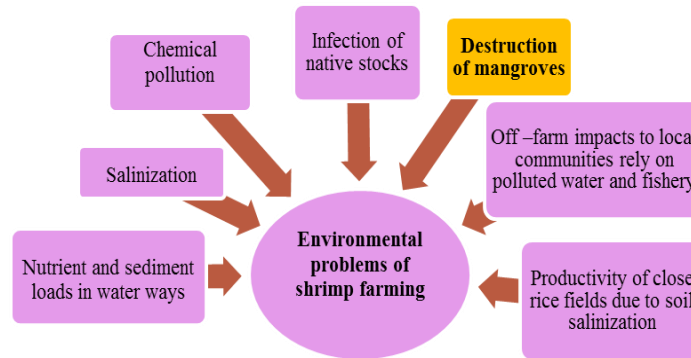 Chemical
pollution
Infection of
native stocks
Destruction
of mangroves
Salinization
Off –farm impacts to loca
communities rely on
polluted water and fishery
Nutrient and sediment
loads in water ways
Environmental
problems of
shrimp farming
Productivity of close
rice fields due to soil
salinization